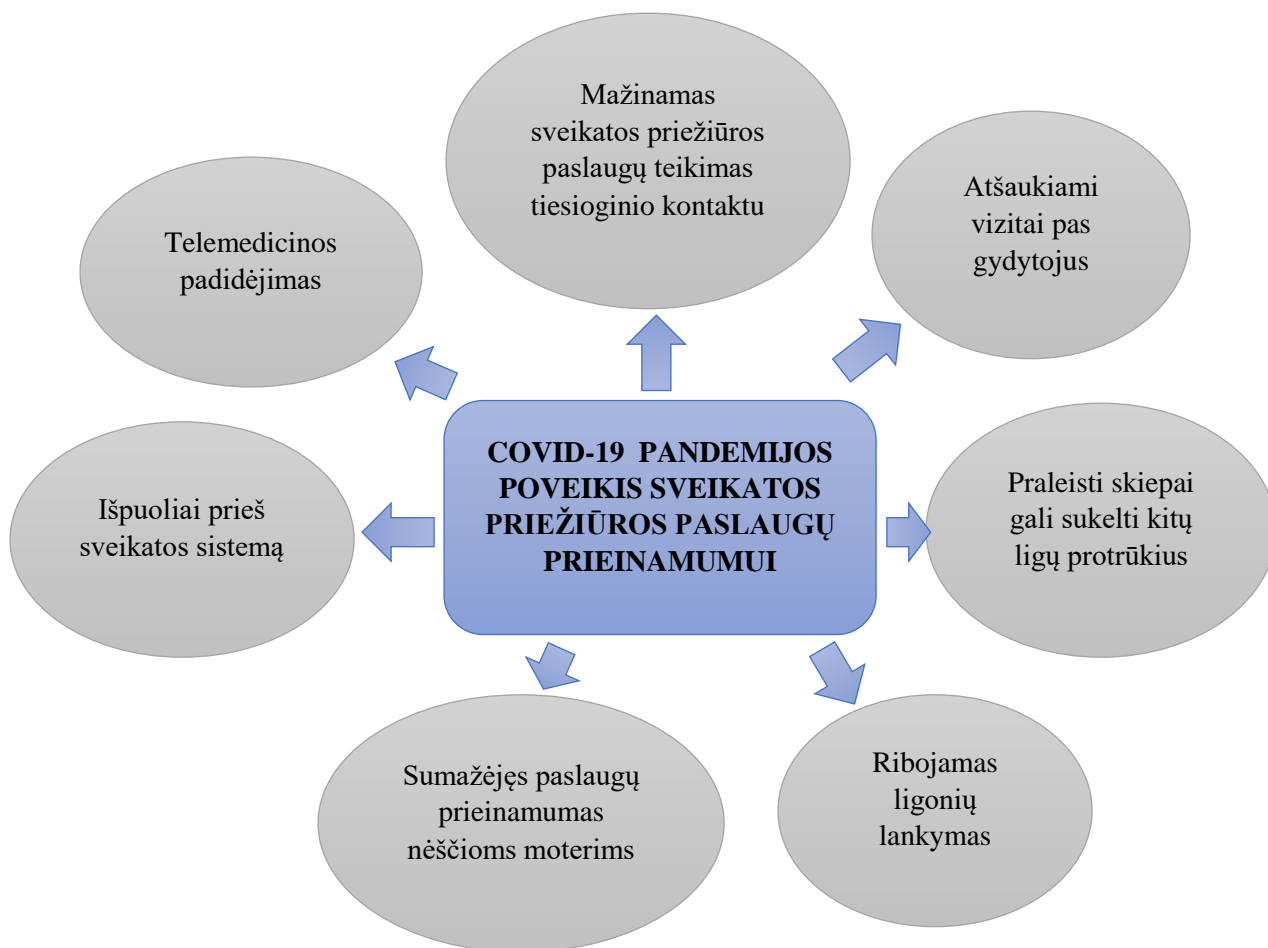 Mažinamas
sveikatos priežiūros
paslaugų teikimas
tiesioginio kontaktu
Atšaukiami
vizitai pas
gydytojus
Telemedicinos
padidėjimas
COVID-19 PANDEMIJOS
POVEIKIS SVEIKATOS
PRIEŽIŪROS PASLAUGŲ
PRIEINAMUMUI
Išpuoliai prieš
sveikatos sistemą
Praleisti skiepai
gali sukelti kitų
ligų protrūkius
Sumažėjęs paslaugų
prieinamumas
nėščioms moterims
Ribojamas
ligonių
lankymas